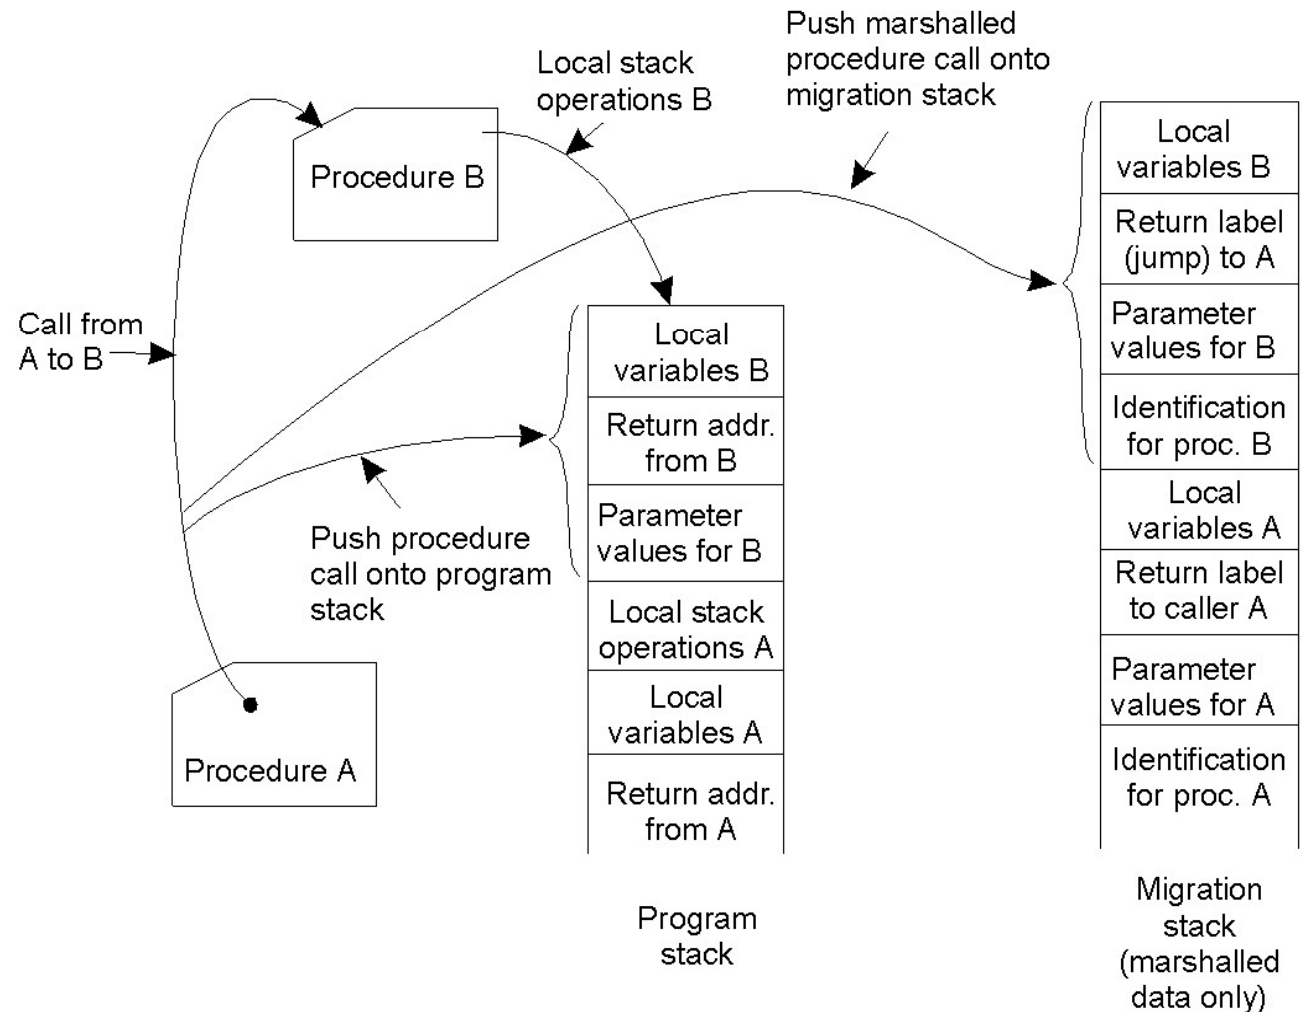 Push marshalled
procedure call onto
migration stack
Local stack
operations B
Procedure B
Call from
A to B
Push procedure
call onto program
stack
Procedure A
Local
variables B
Return addr.
from B
Parameter
values for B
Local stack
operations A
Local
variables A
Return addr.
from A
Program
stack
Local
variables B
Return label
(jump) to A
Parameter
values for B
Identification
for proc. B
Local
variables A
Return label
to caller A
Parameter
values for A
Identification
for proc. A
Migration
stack
(marshalled
data only)